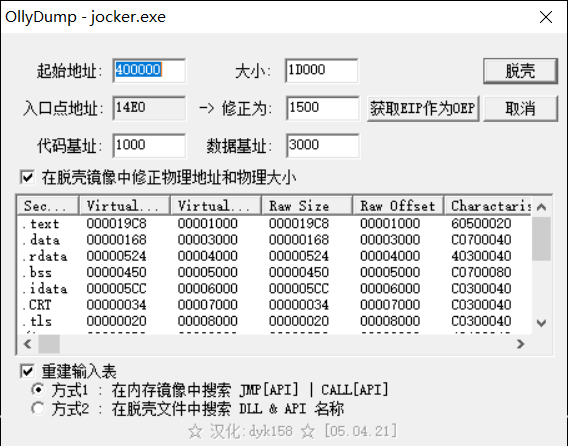 OllyDump - jocker.exe
起始地址: 400000 大小: 1D000 脱壳
入口点地址: 14E0 -> 修正为: 1500 获取EIP作为OEP 取消
代码基址: 1000 数据基址: 3000
在脱壳镜像中修正物理地址和物理大小
Sec... Virtual... Virtual... Raw Size Raw Offset Charactaris
.text 000019C8 00001000 000019C8 00001000 60500020
.data 00000168 00003000 00000168 00003000 C0700040
.rdata 00000524 00004000 00000524 00004000 40300040
.bss 00000450 00005000 00000450 00005000 C0700080
.idata 000005CC 00006000 000005CC 00006000 C0300040
.CRT 00000034 00007000 00000034 00007000 C0300040
.tls 00000020 00008000 00000020 00008000 C0300040
重建输入表
方式1 : 在内存镜像中搜索 JMP[API] | CALL[API]
方式2 : 在脱壳文件中搜索 DLL & API 名称
☆ 汉化:dyk158 ☆ [05.04.21]